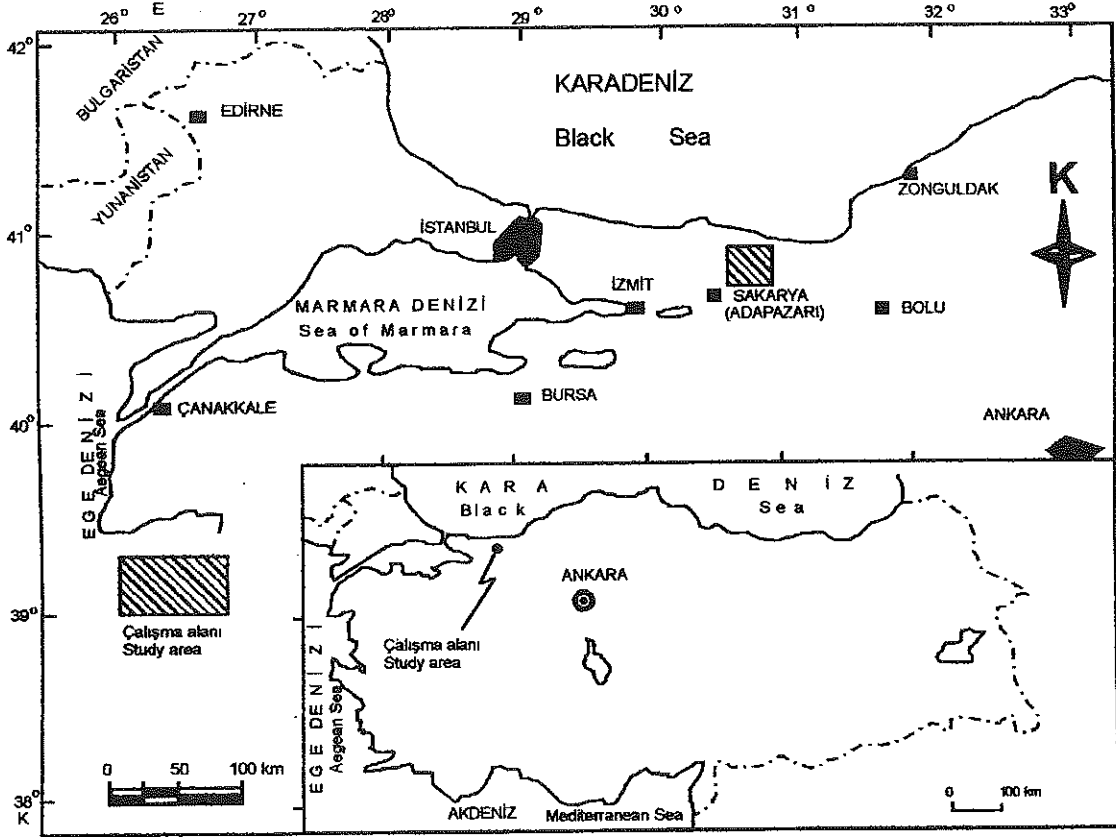 E
26° 27° 28° 29° 30° 31° 32° 33°
42°
41°
40°
39°
38°
K
BULGARİSTAN
YUNANİSTAN
EDİRNE
KARADENİZ
Black Sea
ZONGULDAK
K
İSTANBUL
İZMİT
SAKARYA
(ADAPAZARI)
BOLU
MARMARA DENİZİ
Sea of Marmara
BURSA
ÇANAKKALE
ANKARA
EGE DENİZİ
Aegean Sea
Çalışma alanı
Study area
0 50 100 km
KARA DENİZ
Black Sea
ANKARA
Çalışma alanı
Study area
EGE DENİZİ
Aegean Sea
AKDENİZ Mediterranean Sea
0 100 km